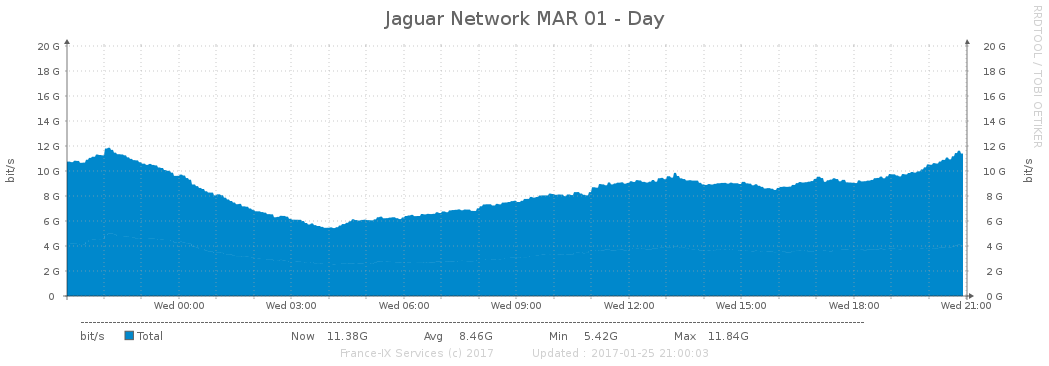 Jaguar Network MAR 01 - Day
RRDTOOL / TOBI OETIKER
bit/s
bit/s
20 G 20 G
18 G 18 G
16 G 16 G
14 G 14 G
12 G 12 G
10 G 10 G
8 G 8 G
6 G 6 G
4 G 4 G
2 G 2 G
0 0 G
Wed 00:00 Wed 03:00 Wed 06:00 Wed 09:00 Wed 12:00 Wed 15:00 Wed 18:00 Wed 21:00
bit/s Total Now 11.38G Avg 8.46G Min 5.42G Max 11.84G
France-IX Services (c) 2017 Updated : 2017-01-25 21:00:03